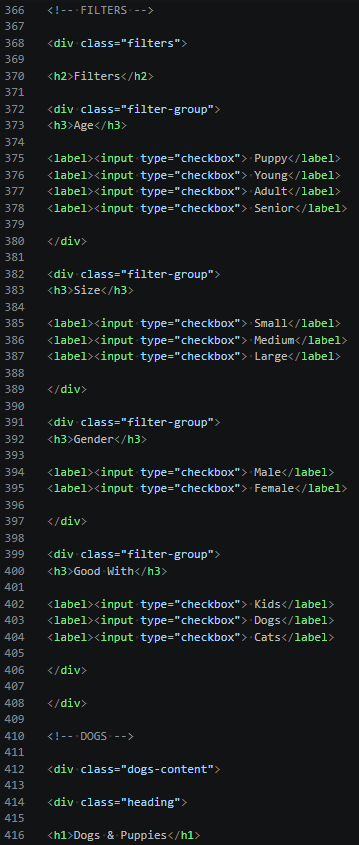 366 <!-- FILTERS -->
367
368 <div class="filters">
369
370 <h2>Filters</h2>
371
372 <div class="filter-group">
373 <h3>Age</h3>
374
375 <label><input type="checkbox"> Puppy</label>
376 <label><input type="checkbox"> Young</label>
377 <label><input type="checkbox"> Adult</label>
378 <label><input type="checkbox"> Senior</label>
379
380 </div>
381
382 <div class="filter-group">
383 <h3>Size</h3>
384
385 <label><input type="checkbox"> Small</label>
386 <label><input type="checkbox"> Medium</label>
387 <label><input type="checkbox"> Large</label>
388
389 </div>
390
391 <div class="filter-group">
392 <h3>Gender</h3>
393
394 <label><input type="checkbox"> Male</label>
395 <label><input type="checkbox"> Female</label>
396
397 </div>
398
399 <div class="filter-group">
400 <h3>Good With</h3>
401
402 <label><input type="checkbox"> Kids</label>
403 <label><input type="checkbox"> Dogs</label>
404 <label><input type="checkbox"> Cats</label>
405
406 </div>
407
408 </div>
409
410 <!-- DOGS -->
411
412 <div class="dogs-content">
413
414 <div class="heading">
415
416 <h1>Dogs & Puppies</h1>